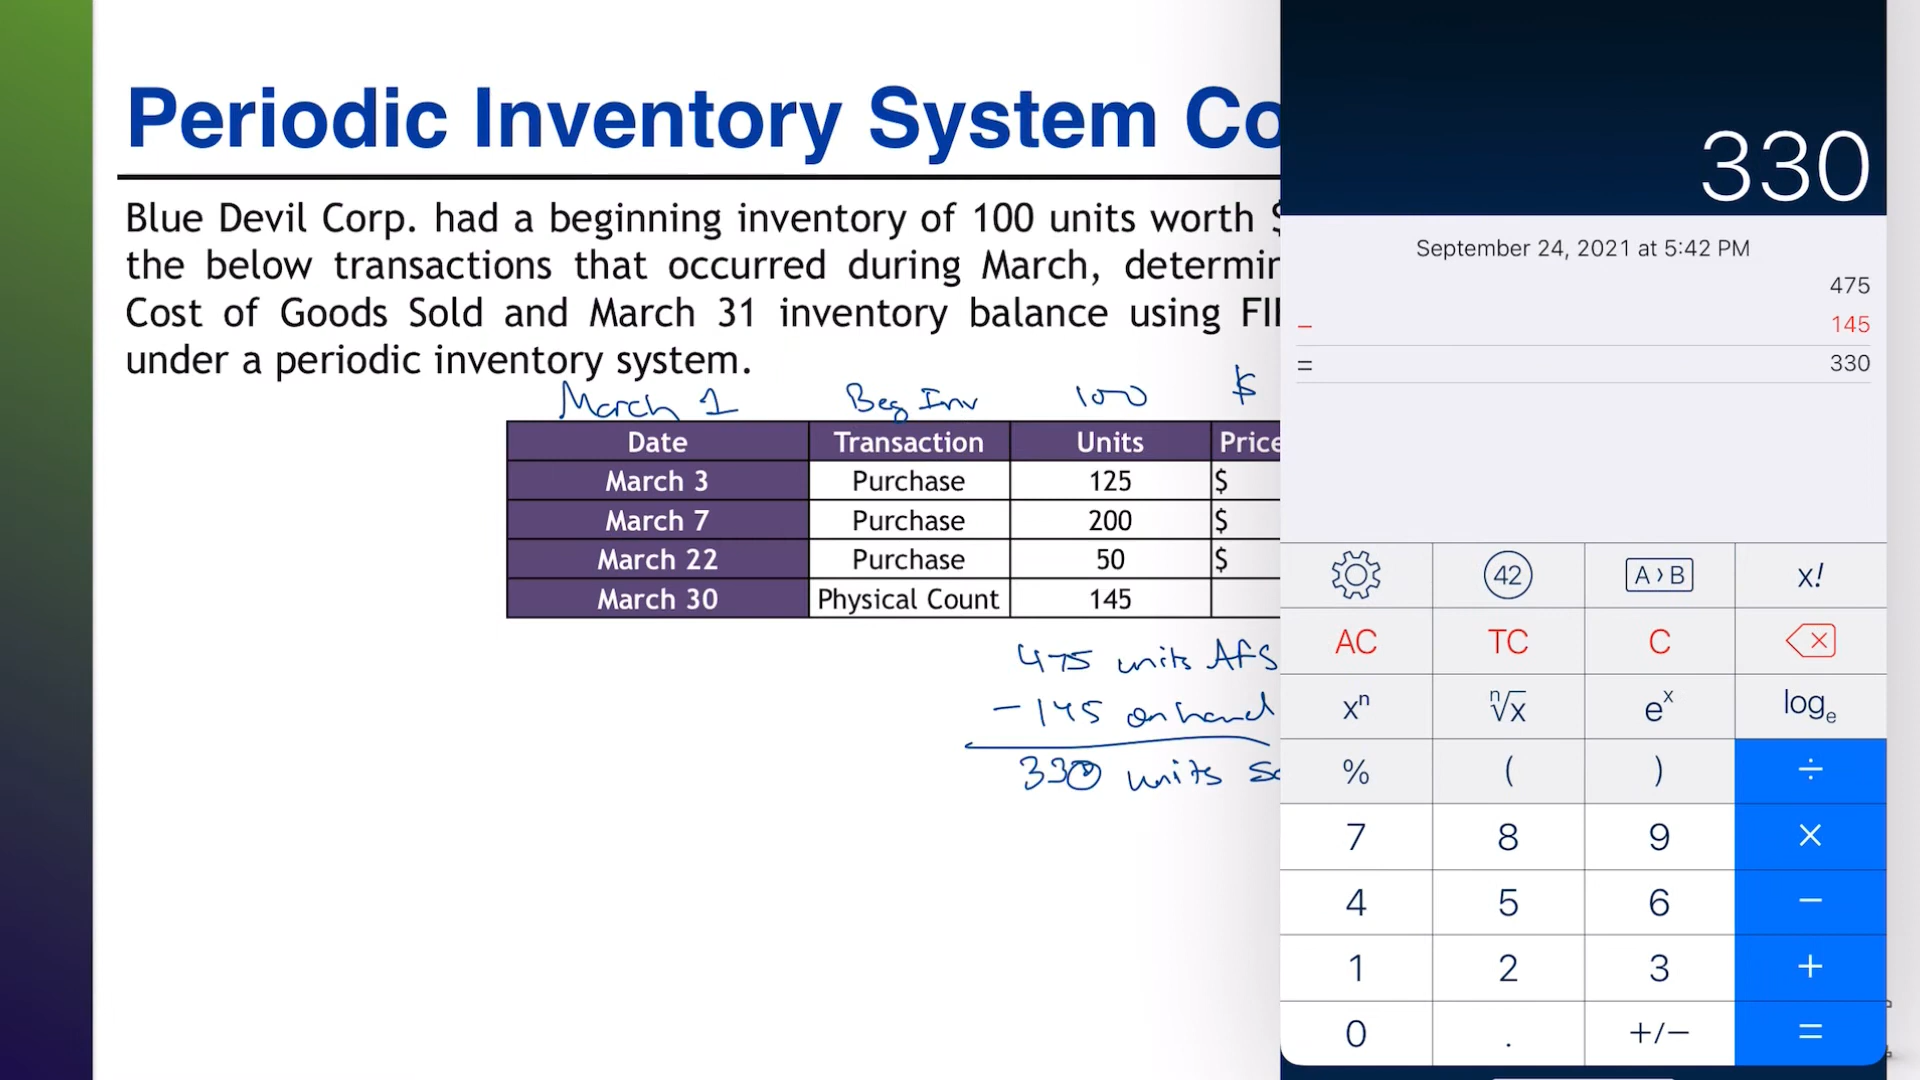 Periodic Inventory System Co
Blue Devil Corp. had a beginning inventory of 100 units worth $
the below transactions that occurred during March, determin
Cost of Goods Sold and March 31 inventory balance using FI
under a periodic inventory system.
March 1 Beg Inv 100 $
Date Transaction Units Price
March 3 Purchase 125 $
March 7 Purchase 200 $
March 22 Purchase 50 $
March 30 Physical Count 145
475 units AFS
- 145 on hand
330 units so
330
September 24, 2021 at 5:42 PM
475
− 145
= 330
42 A›B x!
AC TC C
xⁿ ⁿ√x eˣ logₑ
% ( ) ÷
7 8 9 ×
4 5 6 −
1 2 3 +
0 . +/− =